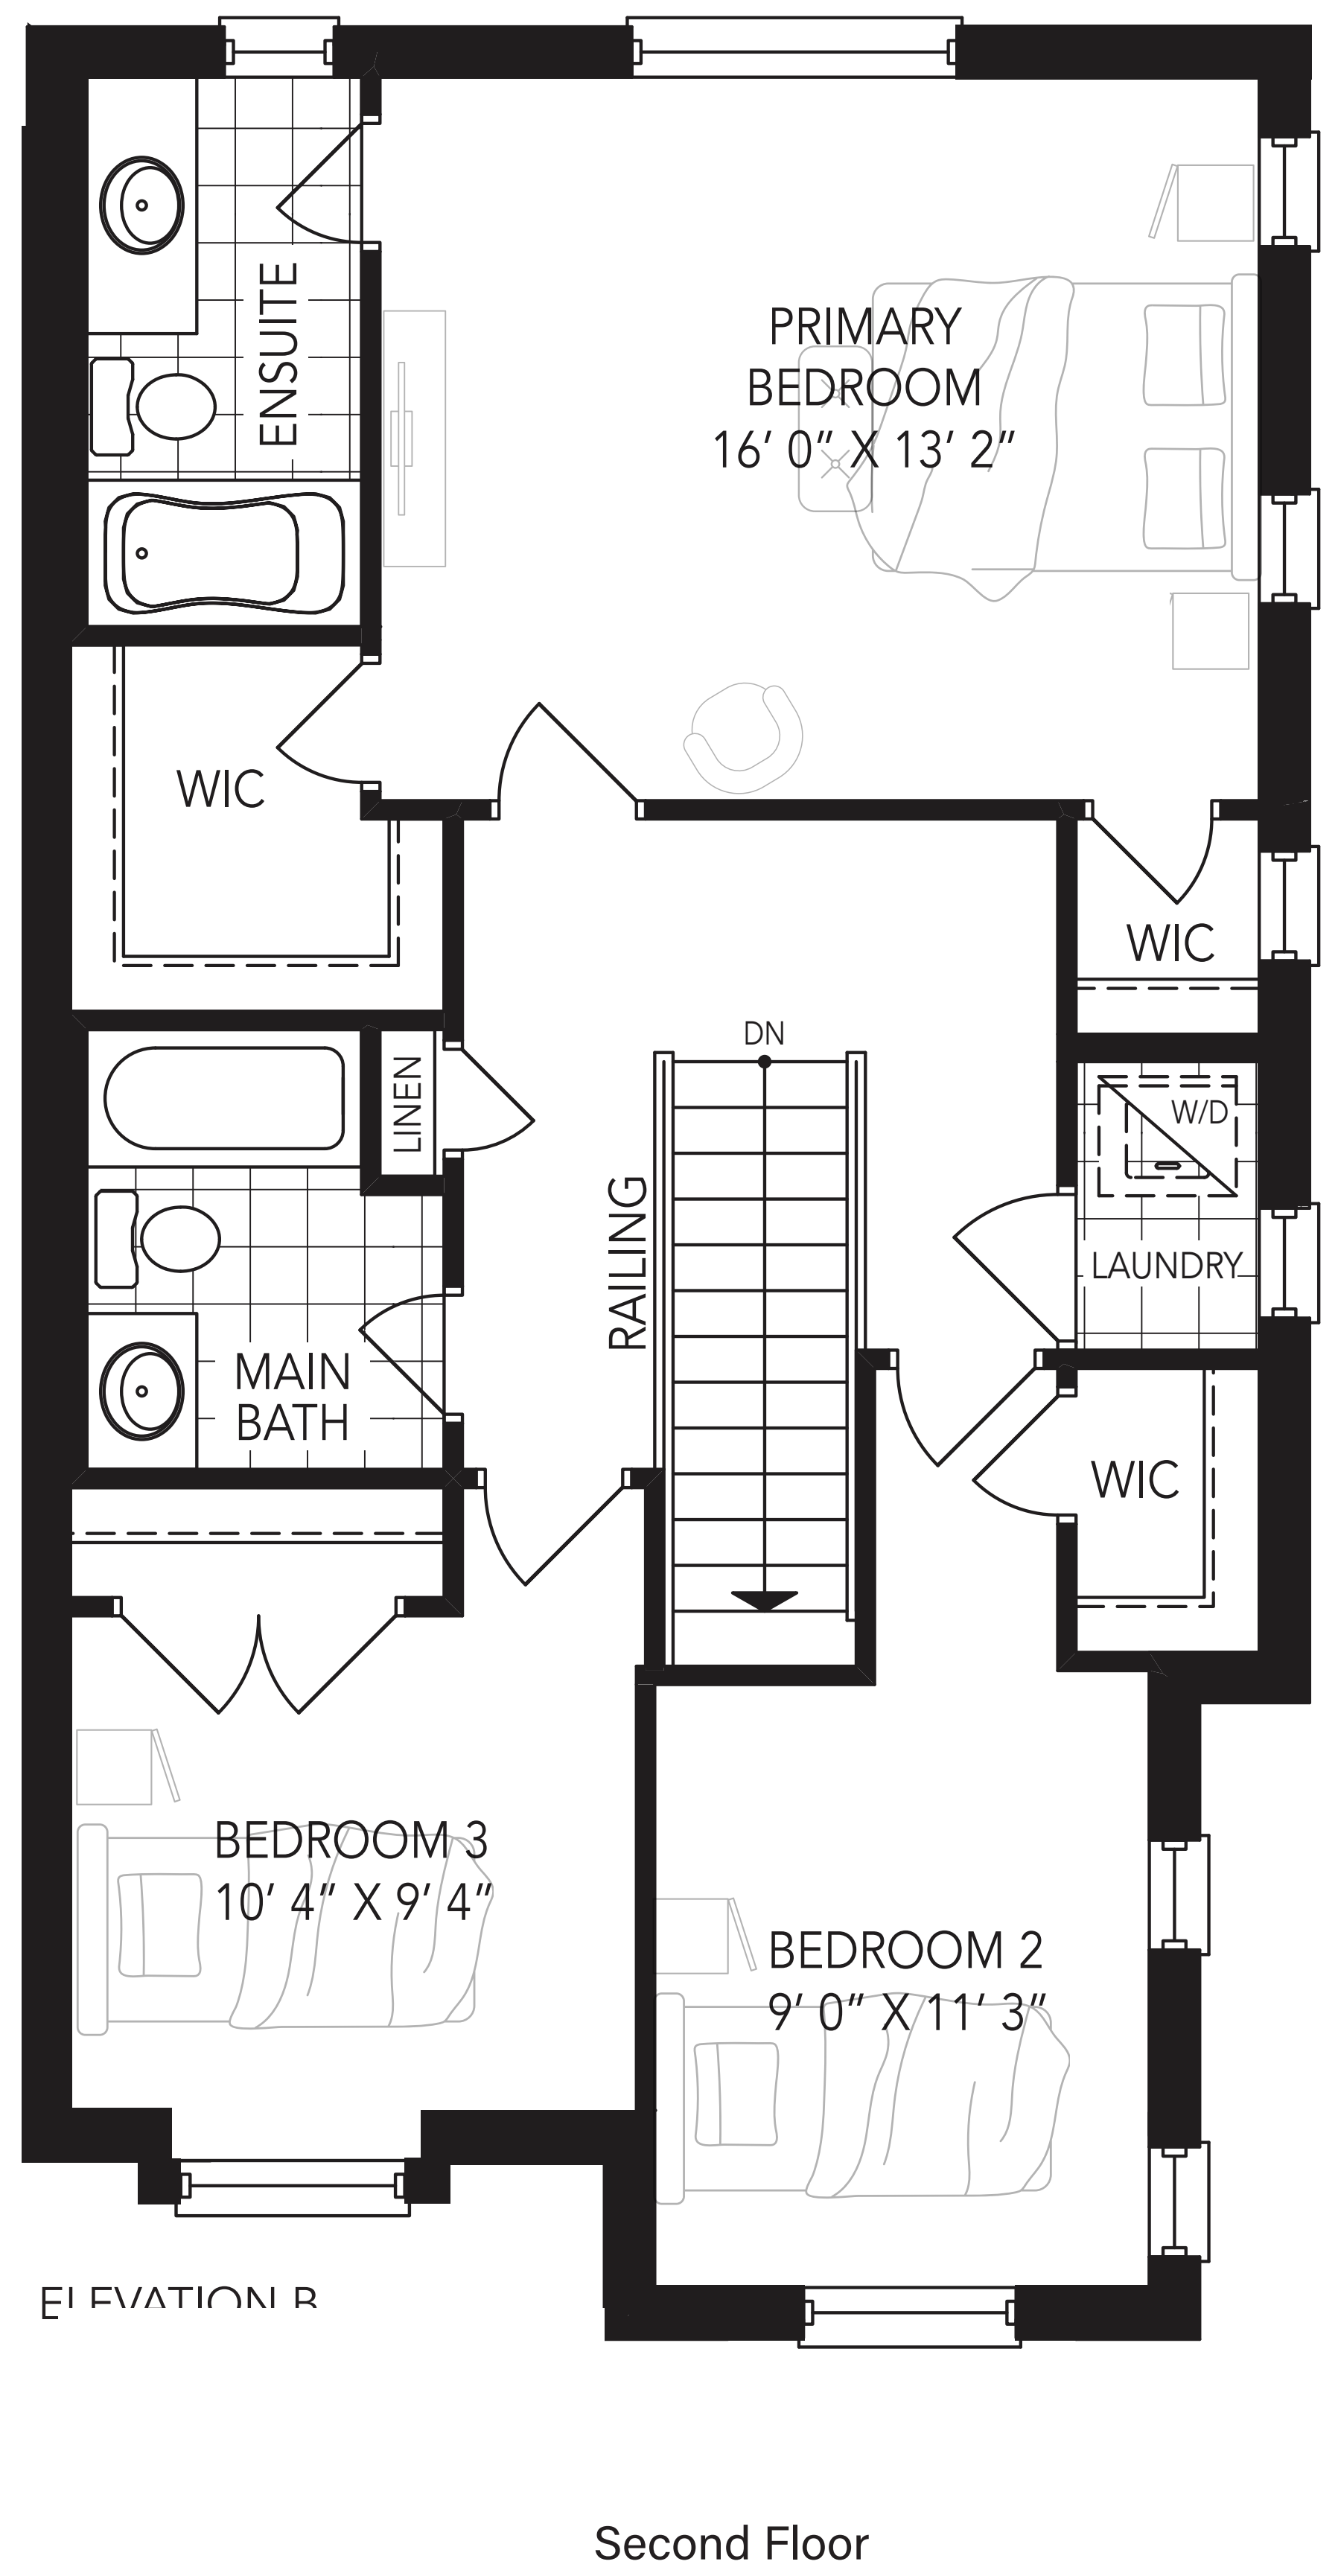 ENSUITE
PRIMARY
BEDROOM
16′ 0″ X 13′ 2″
WIC
WIC
DN
LINEN
W/D
RAILING
LAUNDRY
MAIN
BATH
WIC
BEDROOM 3
10′ 4″ X 9′ 4″
BEDROOM 2
9′ 0″ X 11′ 3″
ELEVATION B
Second Floor